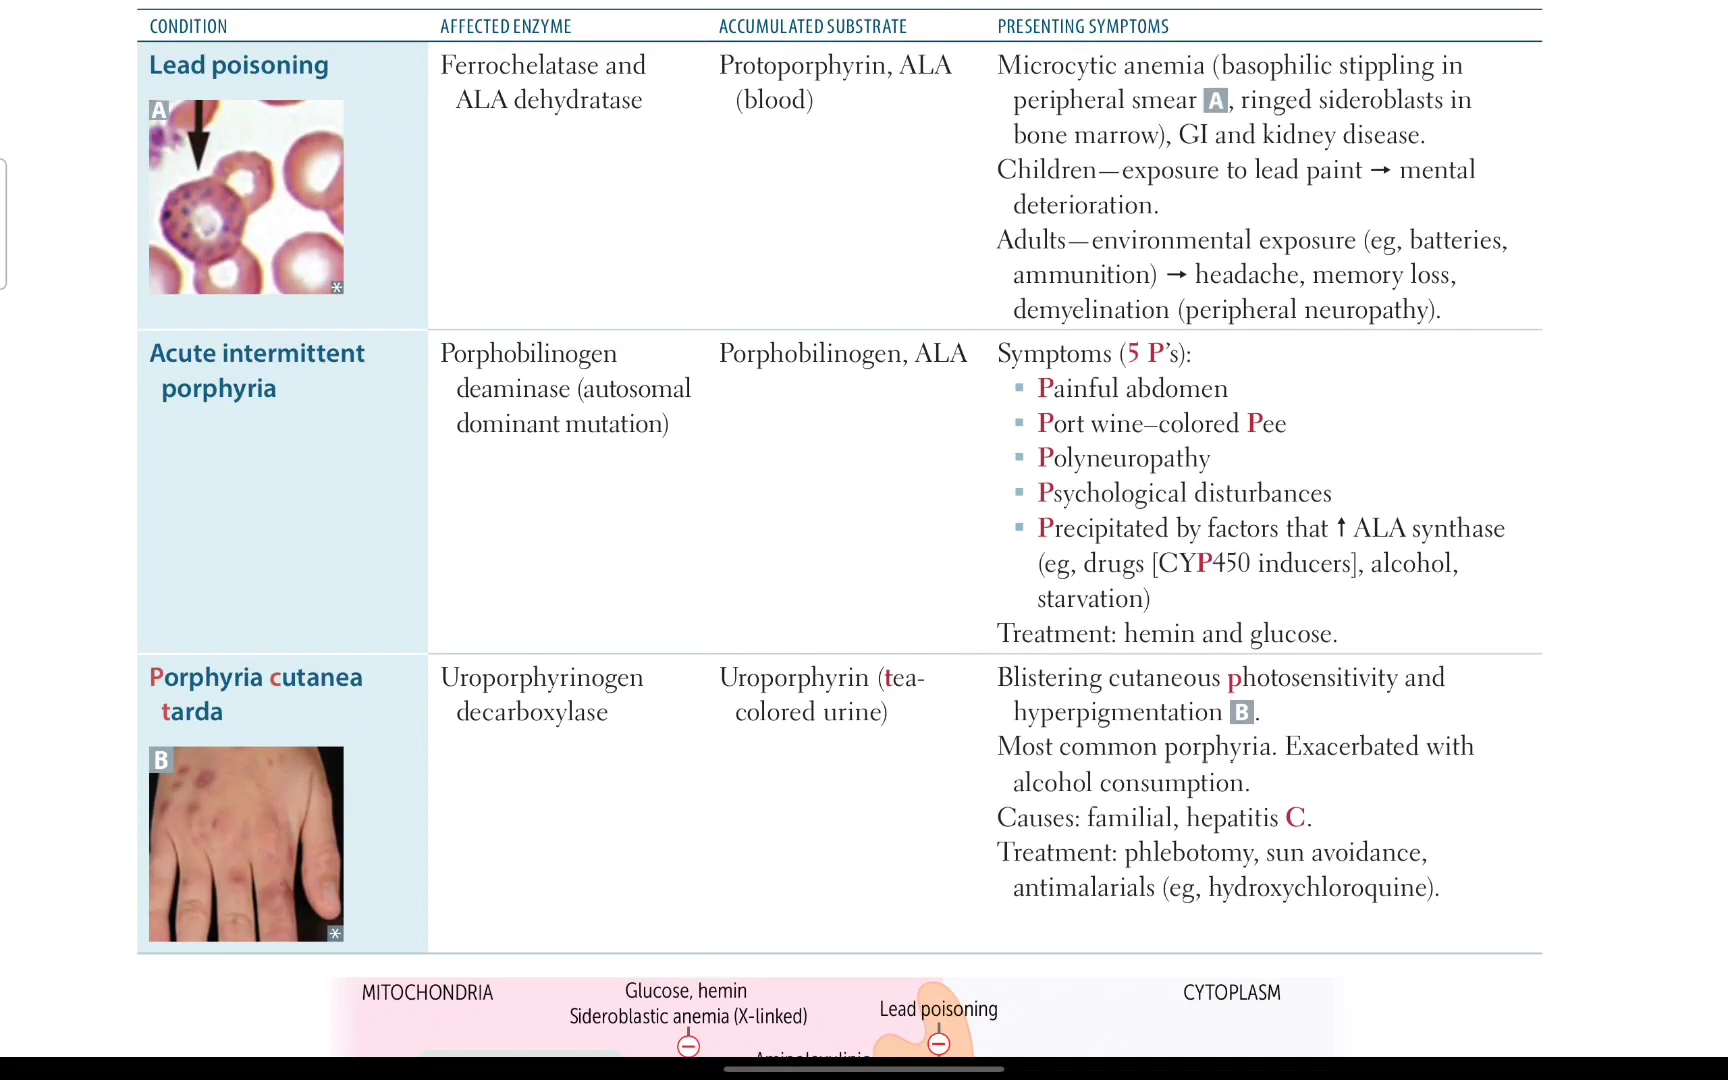 CONDITION
AFFECTED ENZYME
ACCUMULATED SUBSTRATE
PRESENTING SYMPTOMS
Lead poisoning
A
*
Ferrochelatase and
ALA dehydratase
Protoporphyrin, ALA
(blood)
Microcytic anemia (basophilic stippling in
peripheral smear A, ringed sideroblasts in
bone marrow), GI and kidney disease.
Children—exposure to lead paint → mental
deterioration.
Adults—environmental exposure (eg, batteries,
ammunition) → headache, memory loss,
demyelination (peripheral neuropathy).
Acute intermittent
porphyria
Porphobilinogen
deaminase (autosomal
dominant mutation)
Porphobilinogen, ALA
Symptoms (5 P’s):
▪ Painful abdomen
▪ Port wine–colored Pee
▪ Polyneuropathy
▪ Psychological disturbances
▪ Precipitated by factors that ↑ ALA synthase
(eg, drugs [CYP450 inducers], alcohol,
starvation)
Treatment: hemin and glucose.
Porphyria cutanea
tarda
B
*
Uroporphyrinogen
decarboxylase
Uroporphyrin (tea-
colored urine)
Blistering cutaneous photosensitivity and
hyperpigmentation B.
Most common porphyria. Exacerbated with
alcohol consumption.
Causes: familial, hepatitis C.
Treatment: phlebotomy, sun avoidance,
antimalarials (eg, hydroxychloroquine).
MITOCHONDRIA
Glucose, hemin
Sideroblastic anemia (X-linked)
Lead poisoning
CYTOPLASM